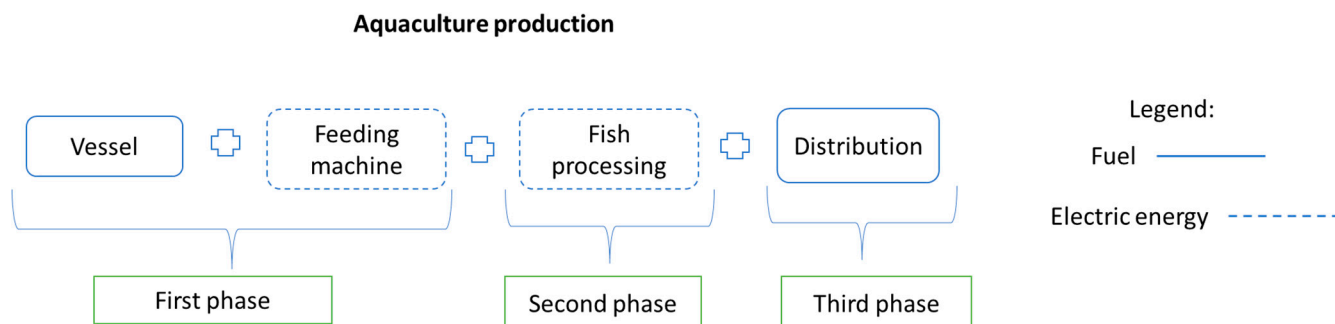 Aquaculture production
Vessel
Feeding
machine
Fish
processing
Distribution
First phase
Second phase
Third phase
Legend:
Fuel
Electric energy